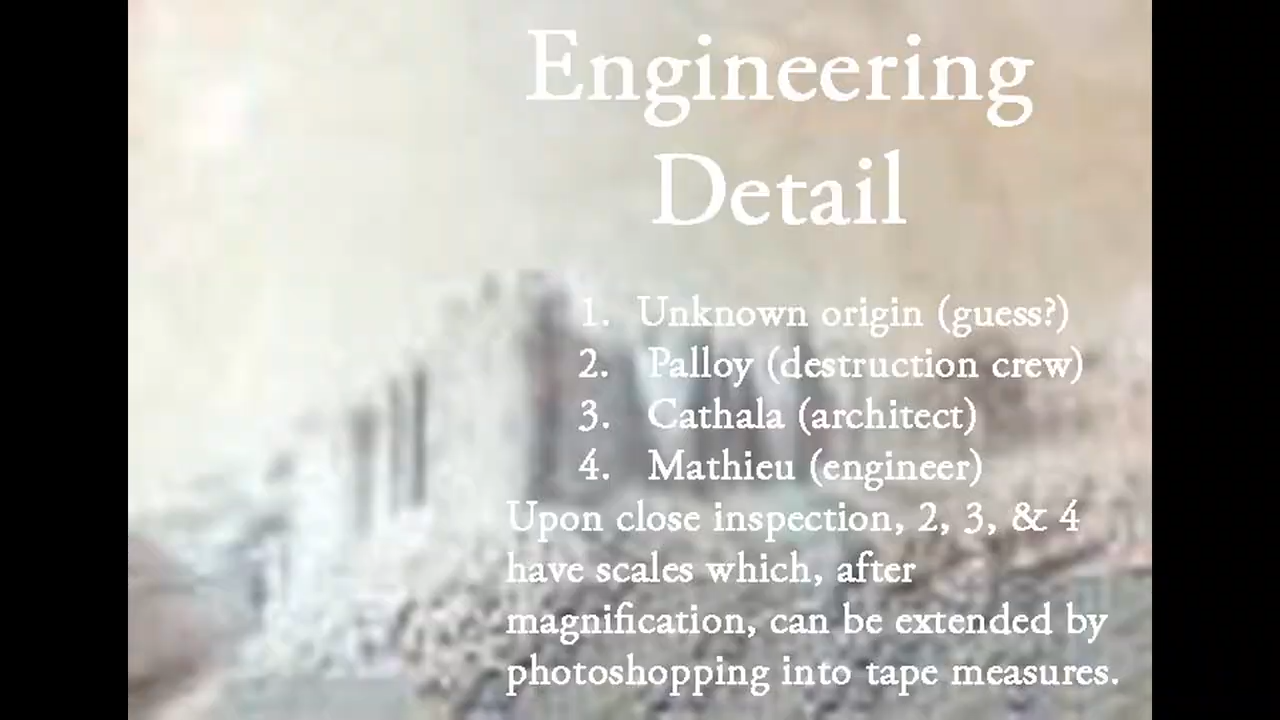 Engineering
Detail
1. Unknown origin (guess?)
2. Palloy (destruction crew)
3. Cathala (architect)
4. Mathieu (engineer)
Upon close inspection, 2, 3, & 4
have scales which, after
magnification, can be extended by
photoshopping into tape measures.